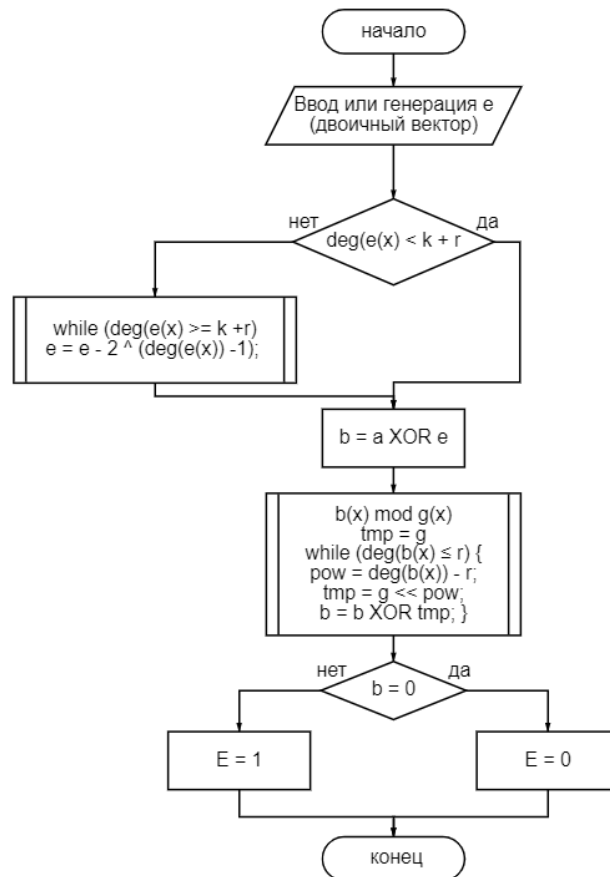 начало
Ввод или генерация е
(двоичный вектор)
нет
да
deg(e(x) < k + r
while (deg(e(x) >= k +r)
e = e - 2 ^ (deg(e(x)) -1);
b = a XOR e
b(x) mod g(x)
tmp = g
while (deg(b(x) ≤ r) {
pow = deg(b(x)) - r;
tmp = g << pow;
b = b XOR tmp; }
нет
да
b = 0
E = 1
E = 0
конец